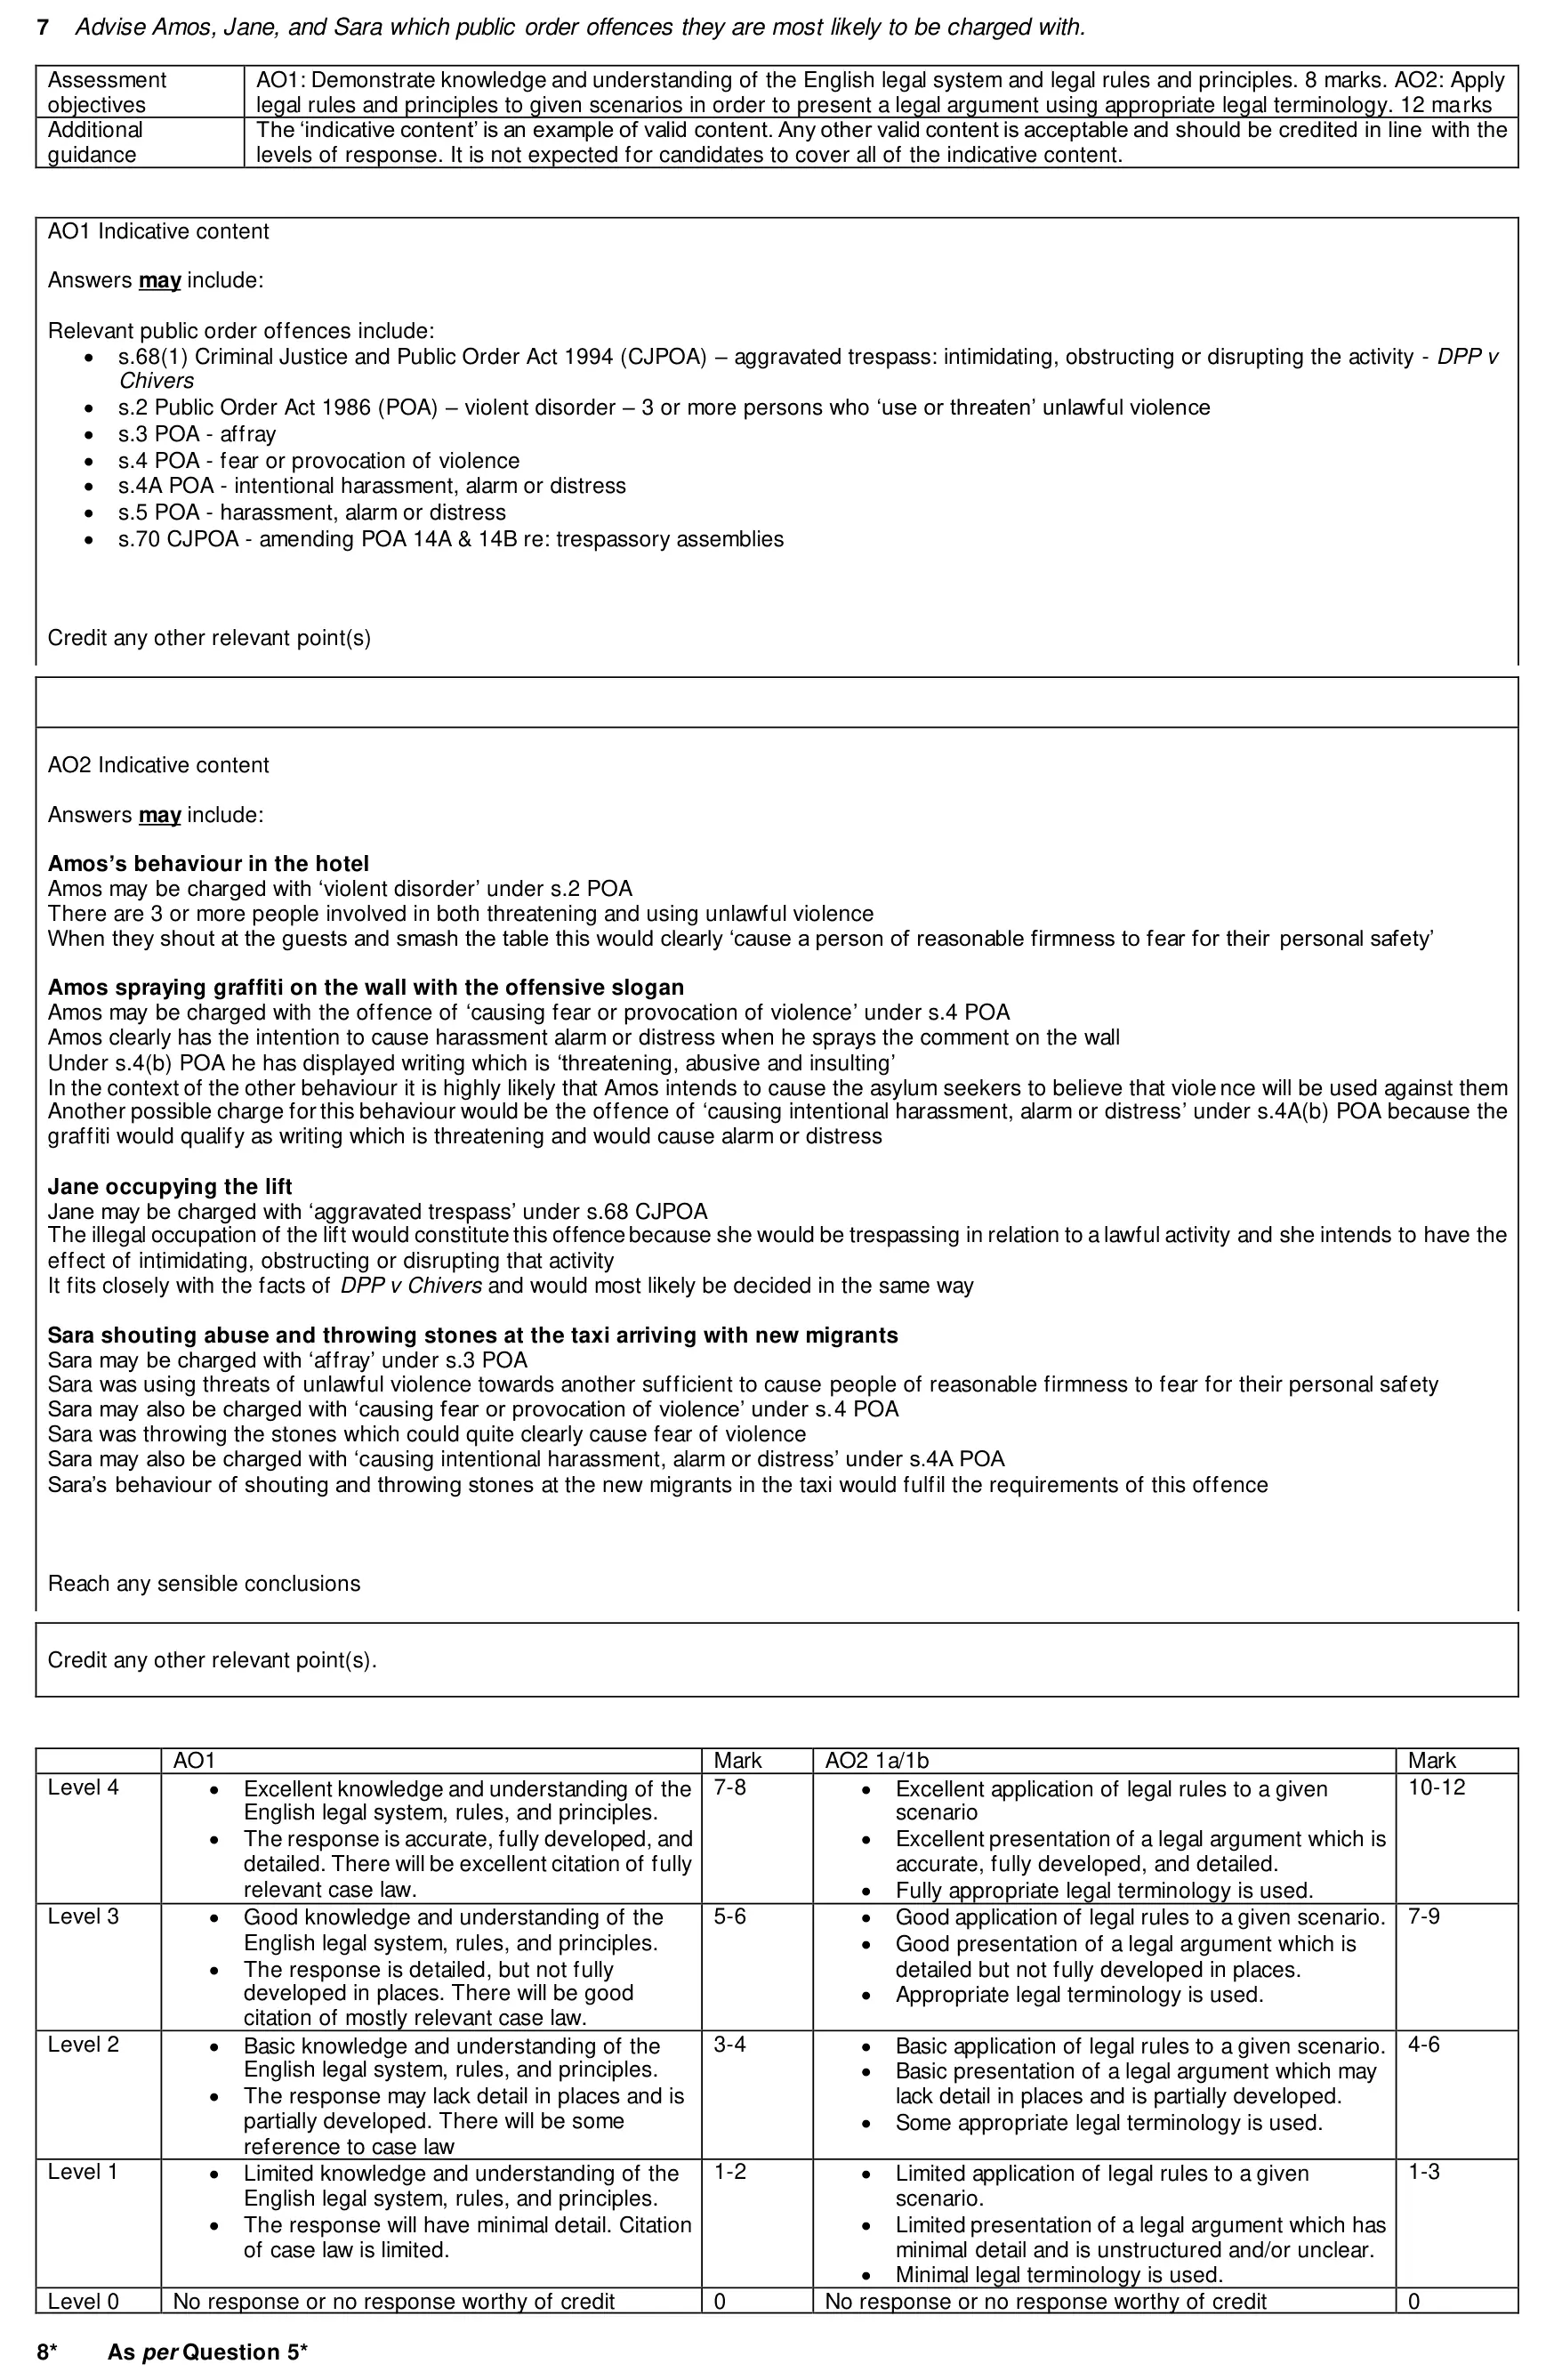 7 Advise Amos, Jane, and Sara which public order offences they are most likely to be charged with.
Assessment
objectives
AO1: Demonstrate knowledge and understanding of the English legal system and legal rules and principles. 8 marks. AO2: Apply
legal rules and principles to given scenarios in order to present a legal argument using appropriate legal terminology. 12 marks
Additional
guidance
The ‘indicative content’ is an example of valid content. Any other valid content is acceptable and should be credited in line with the
levels of response. It is not expected for candidates to cover all of the indicative content.
AO1 Indicative content
Answers may include:
Relevant public order offences include:
• s.68(1) Criminal Justice and Public Order Act 1994 (CJPOA) – aggravated trespass: intimidating, obstructing or disrupting the activity - DPP v
Chivers
• s.2 Public Order Act 1986 (POA) – violent disorder – 3 or more persons who ‘use or threaten’ unlawful violence
• s.3 POA - affray
• s.4 POA - fear or provocation of violence
• s.4A POA - intentional harassment, alarm or distress
• s.5 POA - harassment, alarm or distress
• s.70 CJPOA - amending POA 14A & 14B re: trespassory assemblies
Credit any other relevant point(s)
AO2 Indicative content
Answers may include:
Amos’s behaviour in the hotel
Amos may be charged with ‘violent disorder’ under s.2 POA
There are 3 or more people involved in both threatening and using unlawful violence
When they shout at the guests and smash the table this would clearly ‘cause a person of reasonable firmness to fear for their personal safety’
Amos spraying graffiti on the wall with the offensive slogan
Amos may be charged with the offence of ‘causing fear or provocation of violence’ under s.4 POA
Amos clearly has the intention to cause harassment alarm or distress when he sprays the comment on the wall
Under s.4(b) POA he has displayed writing which is ‘threatening, abusive and insulting’
In the context of the other behaviour it is highly likely that Amos intends to cause the asylum seekers to believe that violence will be used against them
Another possible charge for this behaviour would be the offence of ‘causing intentional harassment, alarm or distress’ under s.4A(b) POA because the
graffiti would qualify as writing which is threatening and would cause alarm or distress
Jane occupying the lift
Jane may be charged with ‘aggravated trespass’ under s.68 CJPOA
The illegal occupation of the lift would constitute this offence because she would be trespassing in relation to a lawful activity and she intends to have the
effect of intimidating, obstructing or disrupting that activity
It fits closely with the facts of DPP v Chivers and would most likely be decided in the same way
Sara shouting abuse and throwing stones at the taxi arriving with new migrants
Sara may be charged with ‘affray’ under s.3 POA
Sara was using threats of unlawful violence towards another sufficient to cause people of reasonable firmness to fear for their personal safety
Sara may also be charged with ‘causing fear or provocation of violence’ under s.4 POA
Sara was throwing the stones which could quite clearly cause fear of violence
Sara may also be charged with ‘causing intentional harassment, alarm or distress’ under s.4A POA
Sara’s behaviour of shouting and throwing stones at the new migrants in the taxi would fulfil the requirements of this offence
Reach any sensible conclusions
Credit any other relevant point(s).
AO1 Mark AO2 1a/1b Mark
Level 4
• Excellent knowledge and understanding of the
English legal system, rules, and principles.
• The response is accurate, fully developed, and
detailed. There will be excellent citation of fully
relevant case law.
7-8
• Excellent application of legal rules to a given
scenario
• Excellent presentation of a legal argument which is
accurate, fully developed, and detailed.
• Fully appropriate legal terminology is used.
10-12
Level 3
• Good knowledge and understanding of the
English legal system, rules, and principles.
• The response is detailed, but not fully
developed in places. There will be good
citation of mostly relevant case law.
5-6
• Good application of legal rules to a given scenario.
• Good presentation of a legal argument which is
detailed but not fully developed in places.
• Appropriate legal terminology is used.
7-9
Level 2
• Basic knowledge and understanding of the
English legal system, rules, and principles.
• The response may lack detail in places and is
partially developed. There will be some
reference to case law
3-4
• Basic application of legal rules to a given scenario.
• Basic presentation of a legal argument which may
lack detail in places and is partially developed.
• Some appropriate legal terminology is used.
4-6
Level 1
• Limited knowledge and understanding of the
English legal system, rules, and principles.
• The response will have minimal detail. Citation
of case law is limited.
1-2
• Limited application of legal rules to a given
scenario.
• Limited presentation of a legal argument which has
minimal detail and is unstructured and/or unclear.
• Minimal legal terminology is used.
1-3
Level 0 No response or no response worthy of credit 0 No response or no response worthy of credit 0
8* As per Question 5*